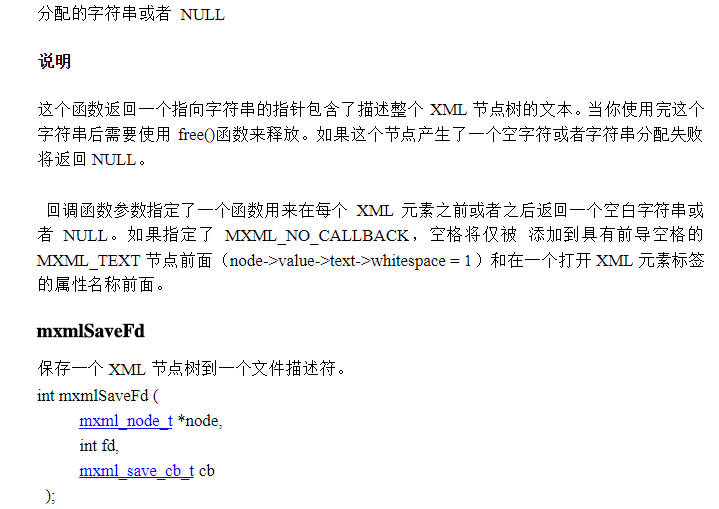 分配的字符串或者 NULL
说明
这个函数返回一个指向字符串的指针包含了描述整个 XML 节点树的文本。当你使用完这个
字符串后需要使用 free()函数来释放。如果这个节点产生了一个空字符或者字符串分配失败
将返回 NULL。
回调函数参数指定了一个函数用来在每个 XML 元素之前或者之后返回一个空白字符串或
者 NULL。如果指定了 MXML_NO_CALLBACK，空格将仅被 添加到具有前导空格的
MXML_TEXT 节点前面（node->value->text->whitespace = 1）和在一个打开 XML 元素标签
的属性名称前面。
mxmlSaveFd
保存一个 XML 节点树到一个文件描述符。
int mxmlSaveFd (
mxml_node_t *node,
int fd,
mxml_save_cb_t cb
);